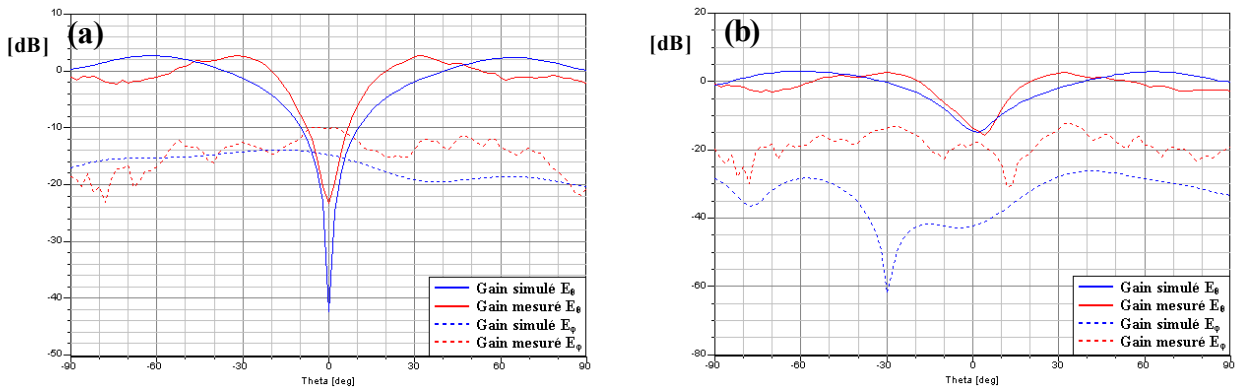 [dB]
(a)
10
0
-10
-20
-30
-40
-50
-90
-60
-30
0
30
60
90
Theta [deg]
Gain simulé Eθ
Gain mesuré Eθ
Gain simulé Eφ
Gain mesuré Eφ
[dB]
(b)
20
0
-20
-40
-60
-80
-90
-60
-30
0
30
60
90
Theta [deg]
Gain simulé Eθ
Gain mesuré Eθ
Gain simulé Eφ
Gain mesuré Eφ